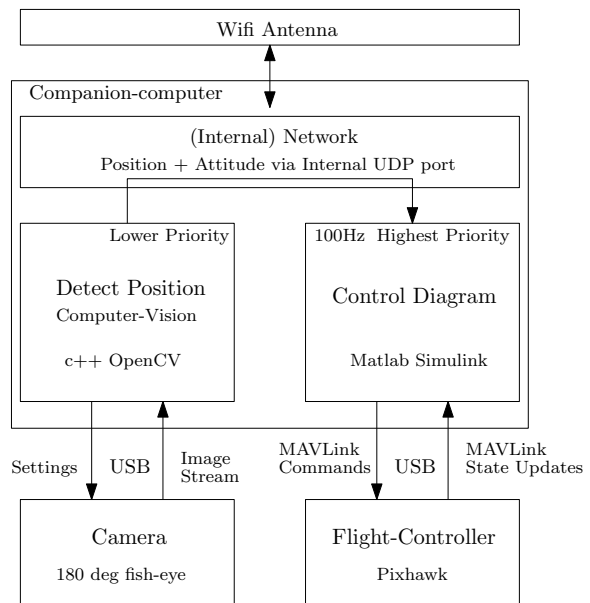 Wifi Antenna
Companion-computer
(Internal) Network
Position + Attitude via Internal UDP port
Lower Priority
Detect Position
Computer-Vision
c++ OpenCV
100Hz Highest Priority
Control Diagram
Matlab Simulink
Settings
USB
Image
Stream
MAVLink
Commands
USB
MAVLink
State Updates
Camera
180 deg fish-eye
Flight-Controller
Pixhawk